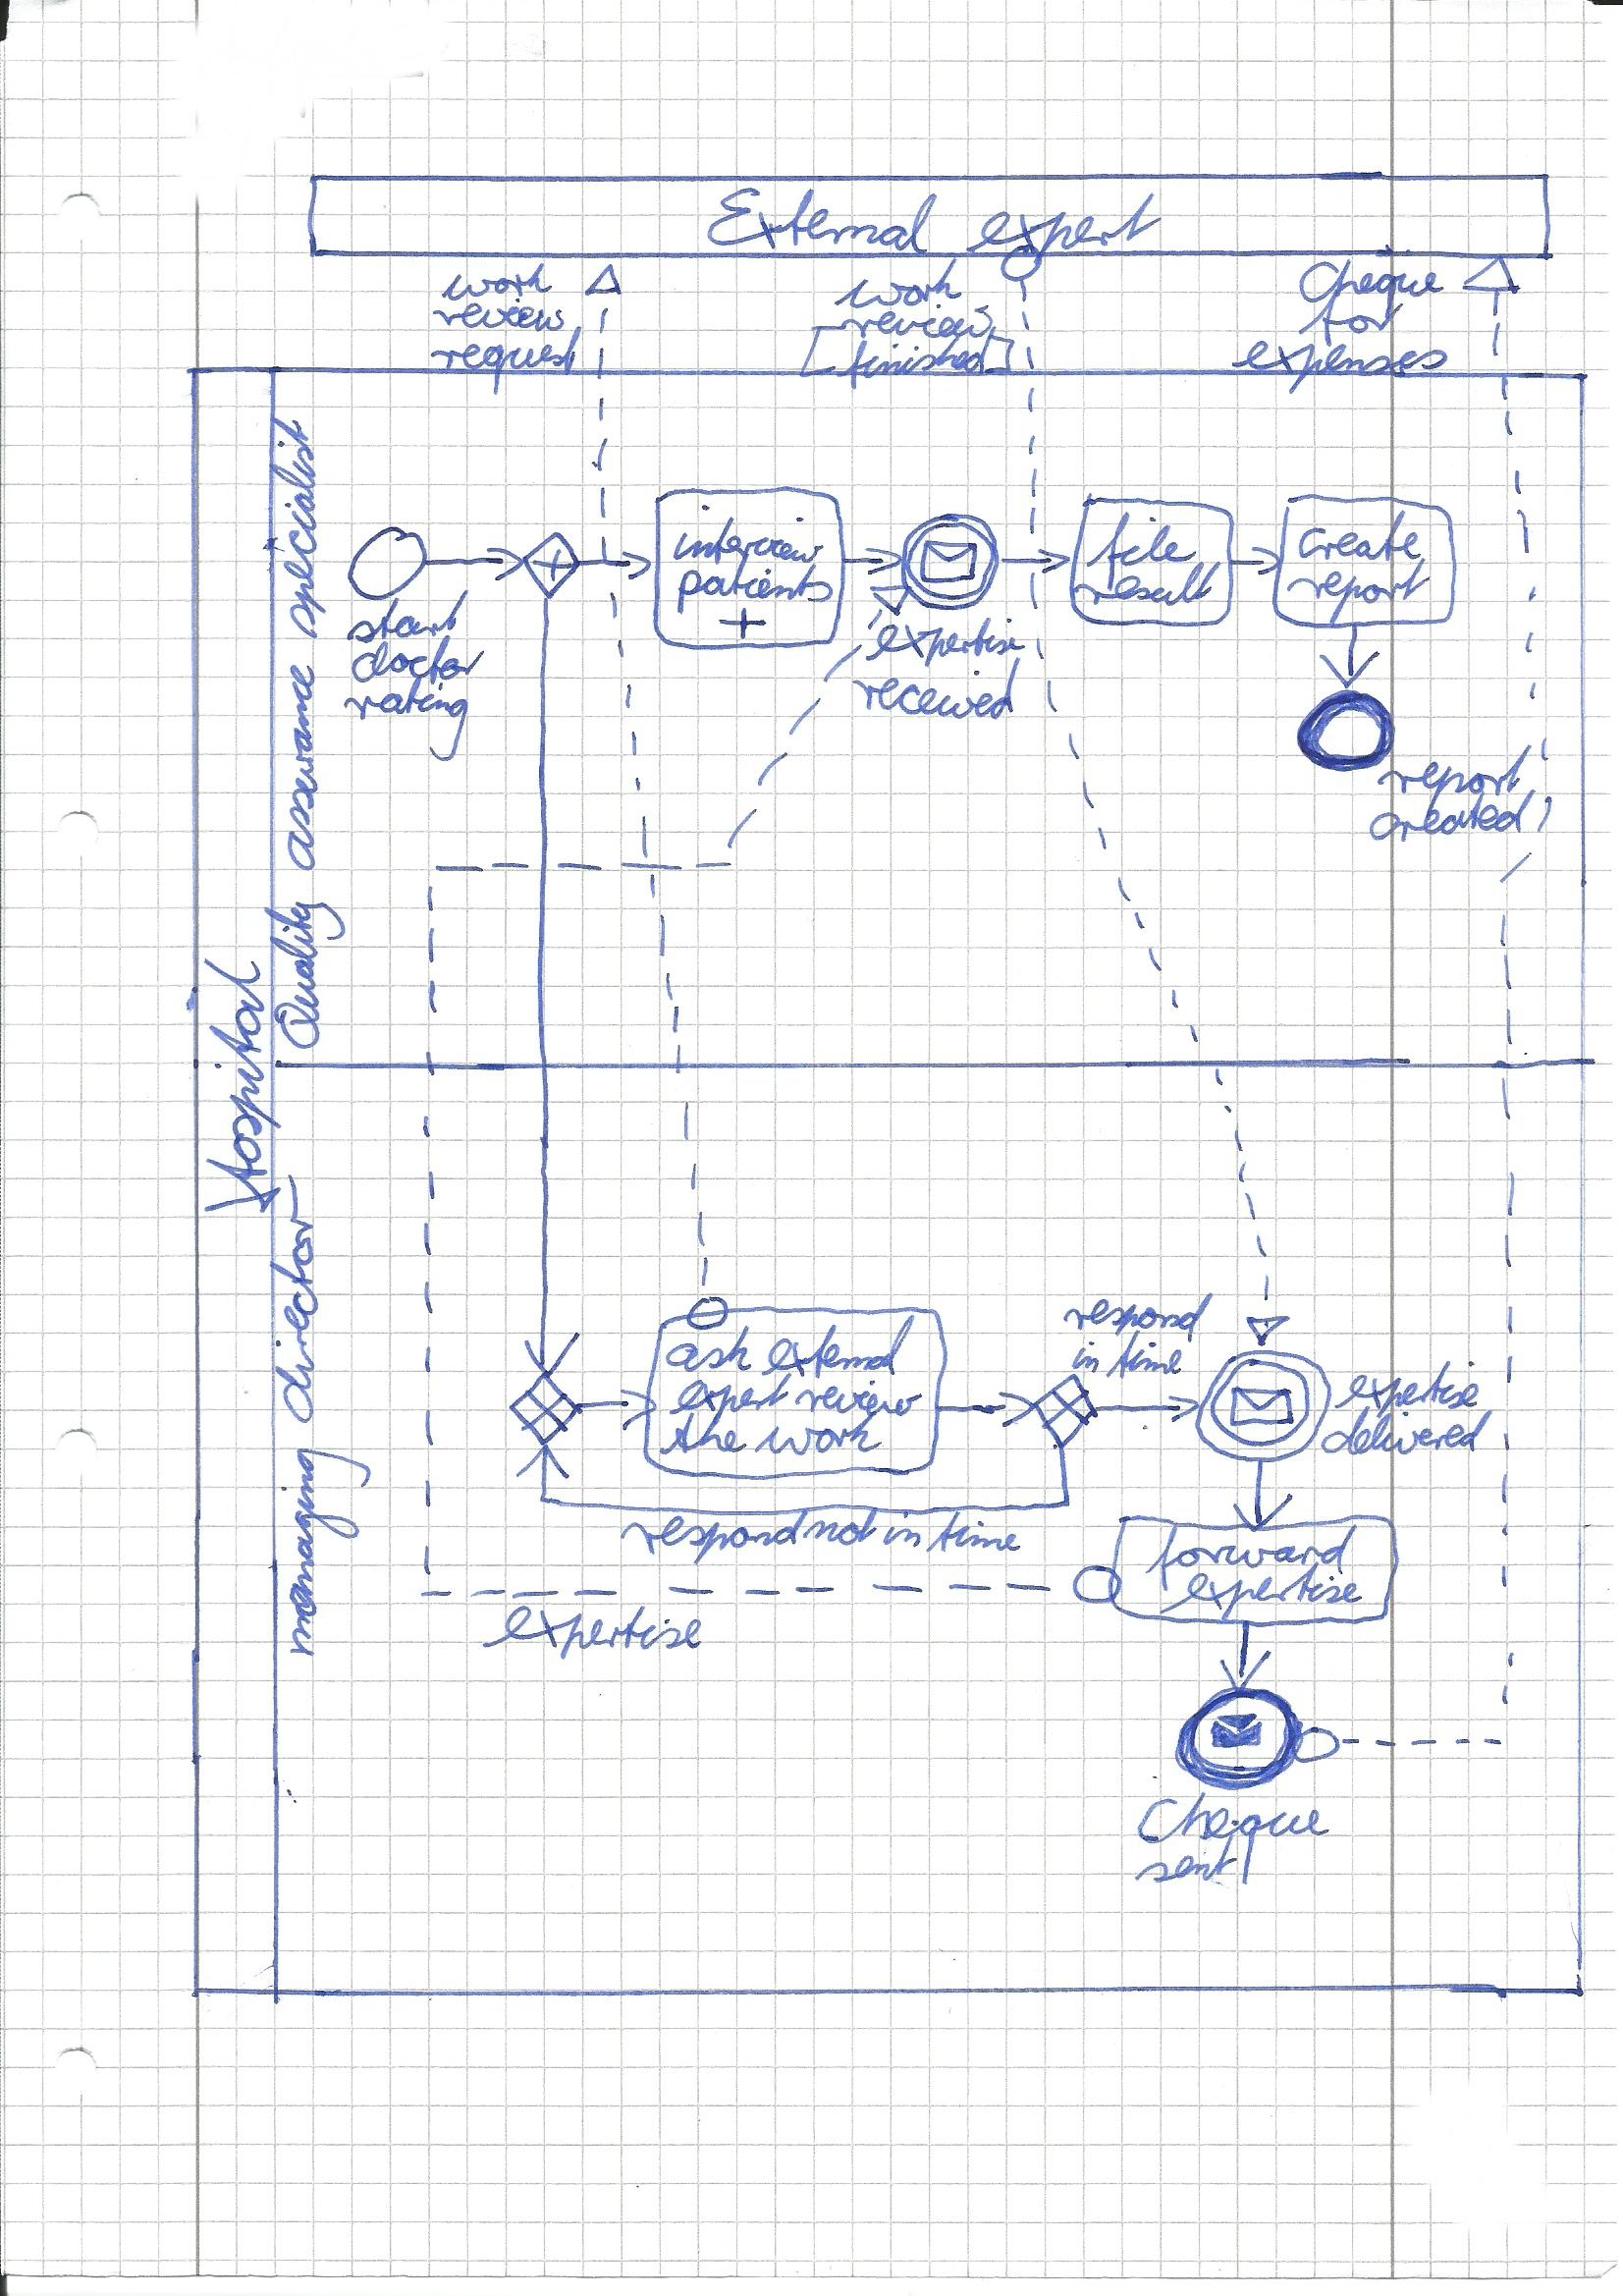 External expert
work
review
request
work
review
finished
Cheque
for
expenses
Hospital
Quality assurance specialist
start
doctor
rating
interview
patients
expertise
received
file
result
create
report
report
created
managing director
ask external
expert review
the work
respond
in time
respond not in time
expertise
delivered
forward
expertise
expertise
Cheque
sent